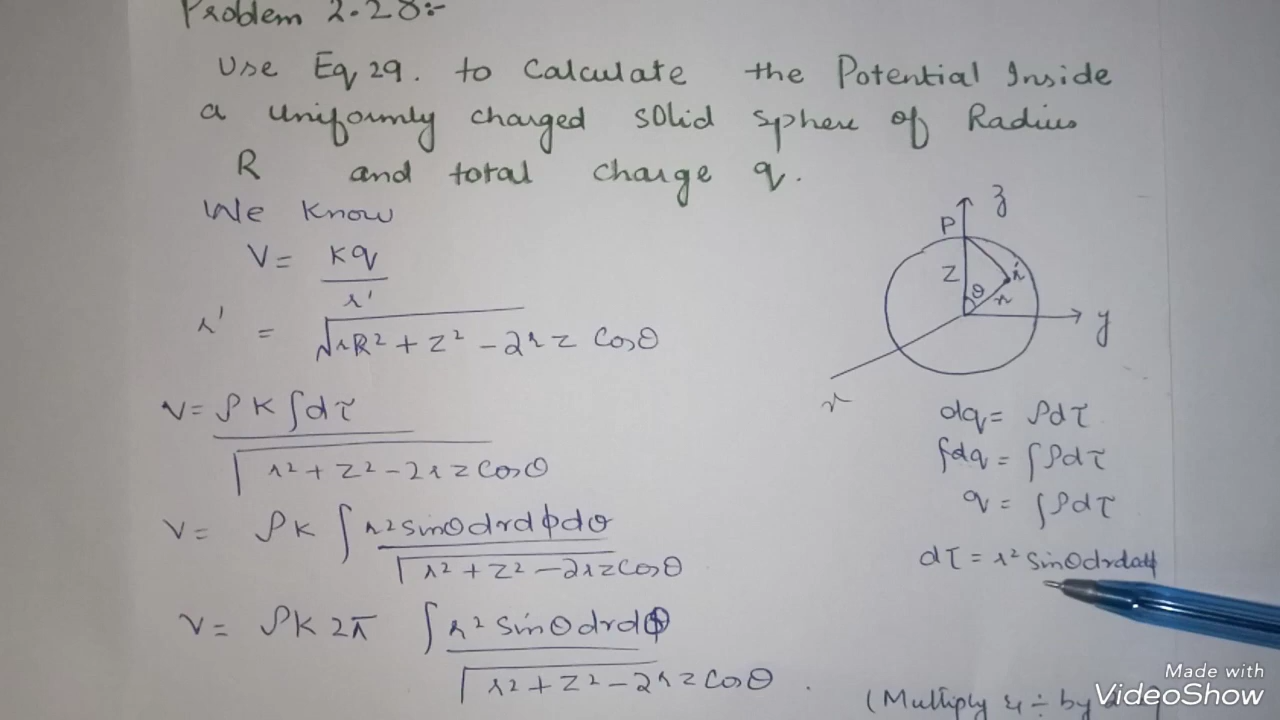 Problem 2.28:-
Use Eq 29. to Calculate the Potential Inside
a uniformly charged solid sphere of Radius
R and total charge q.
We Know
V = Kq
r'
r' = √rR² + z² - 2rz Cosθ
V = ρK∫dτ
√r² + z² - 2rz Cosθ
V = ρK ∫ r² sinθ dr dϕ dθ
√r² + z² - 2rz Cosθ
V = ρK 2π ∫ r² Sinθ dr dθ
√r² + z² - 2rz Cosθ .
z
P
Z
θ
r
y
x
dq = ρdτ
∫dq = ∫ρdτ
q = ∫ρdτ
dτ = r² sinθ dr dθ dϕ
(Multiply & ÷ by
Made with
VideoShow